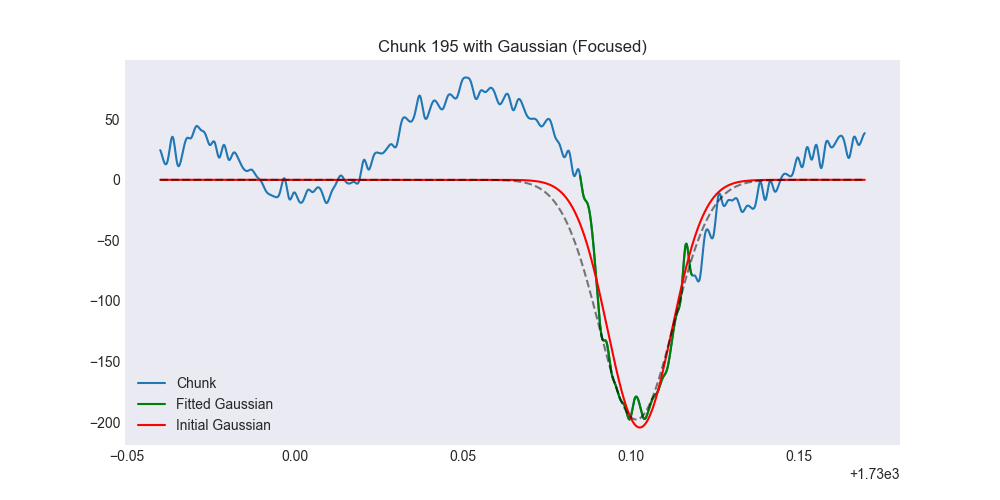 Chunk 195 with Gaussian (Focused)
50
0
−50
−100
−150
−200
Chunk
Fitted Gaussian
Initial Gaussian
−0.05 0.00 0.05 0.10 0.15
+1.73e3